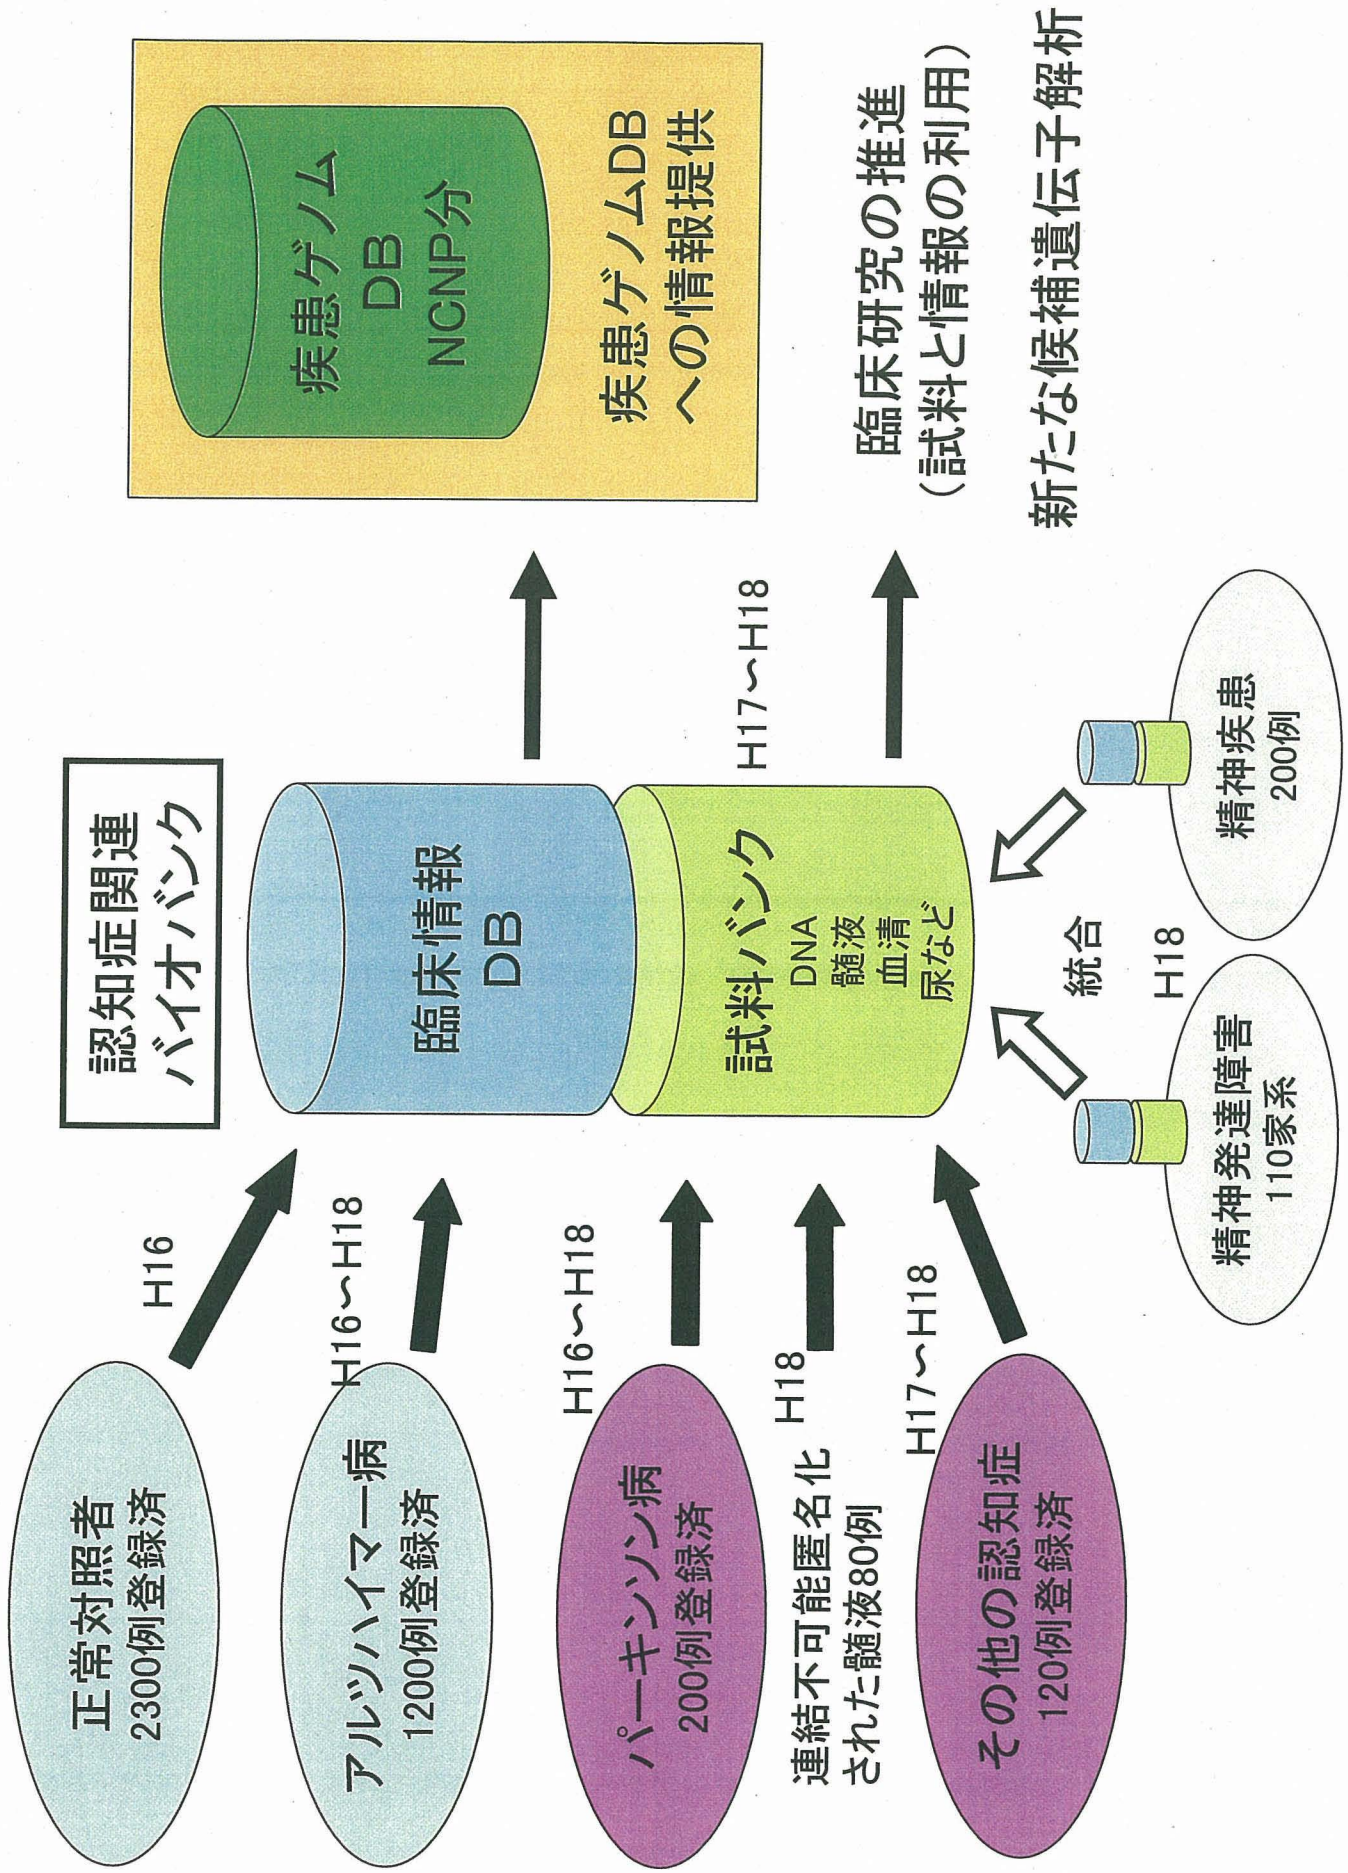 認知症関連
バイオバンク
正常対照者
2300例登録済
H16
アルツハイマー病
1200例登録済
H16～H18
パーキンソン病
200例登録済
H16～H18
連結不可能匿名化
された髄液80例
H18
その他の認知症
120例登録済
H17～H18
臨床情報
DB
試料バンク
DNA
髄液
血清
尿など
統合
H18
精神発達障害
110家系
精神疾患
200例
H17～H18
疾患ゲノム
DB
NCNP分
疾患ゲノムDB
への情報提供
臨床研究の推進
（試料と情報の利用）
新たな候補遺伝子解析